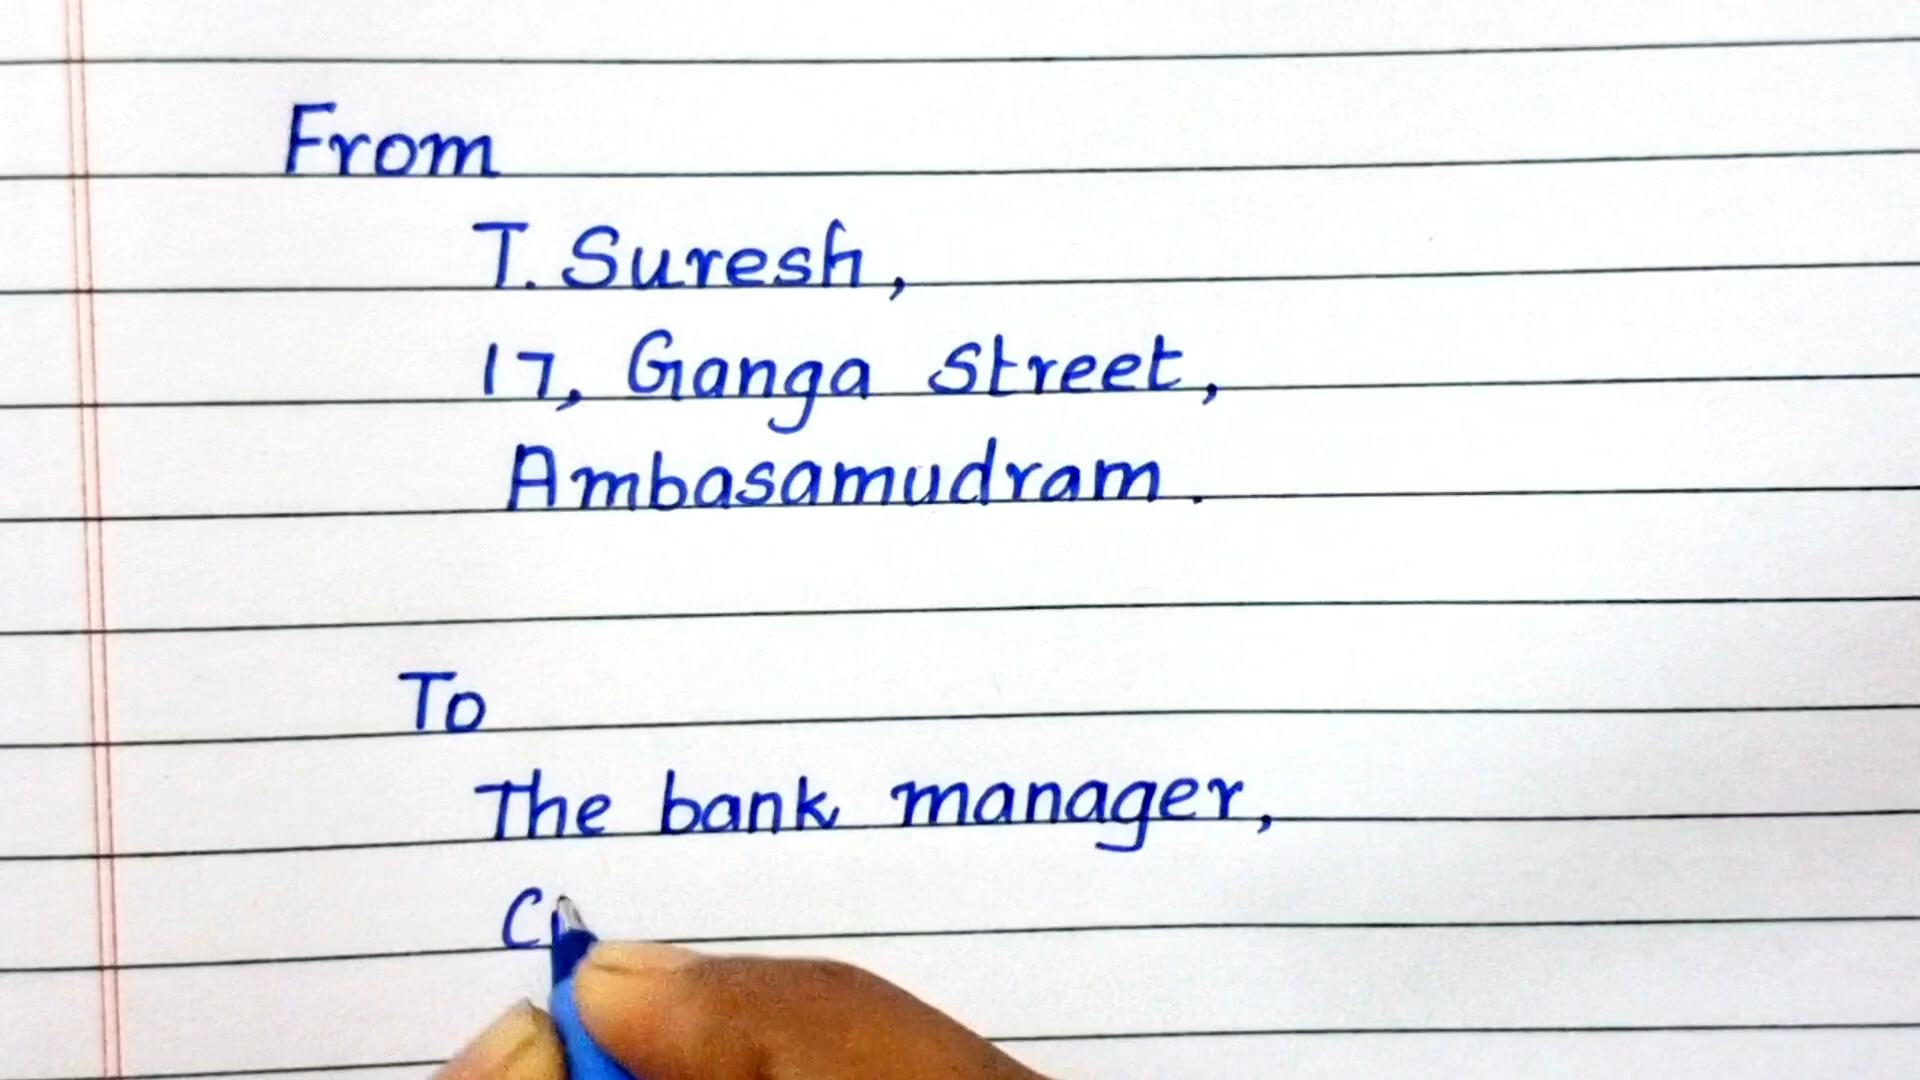 From
T. Suresh,
17, Ganga Street,
Ambasamudram.
To
The bank manager,